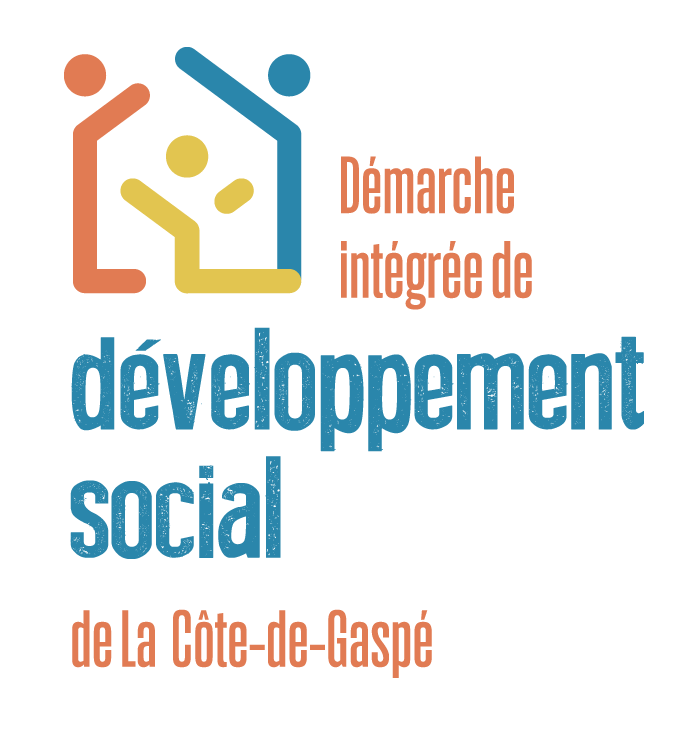 Démarche
intégrée de
développement
social
de La Côte-de-Gaspé